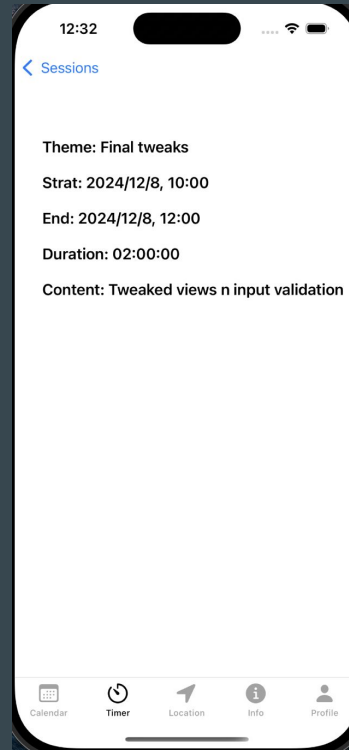 12:32
Sessions
Theme: Final tweaks
Strat: 2024/12/8, 10:00
End: 2024/12/8, 12:00
Duration: 02:00:00
Content: Tweaked views n input validation
Calendar Timer Location Info Profile